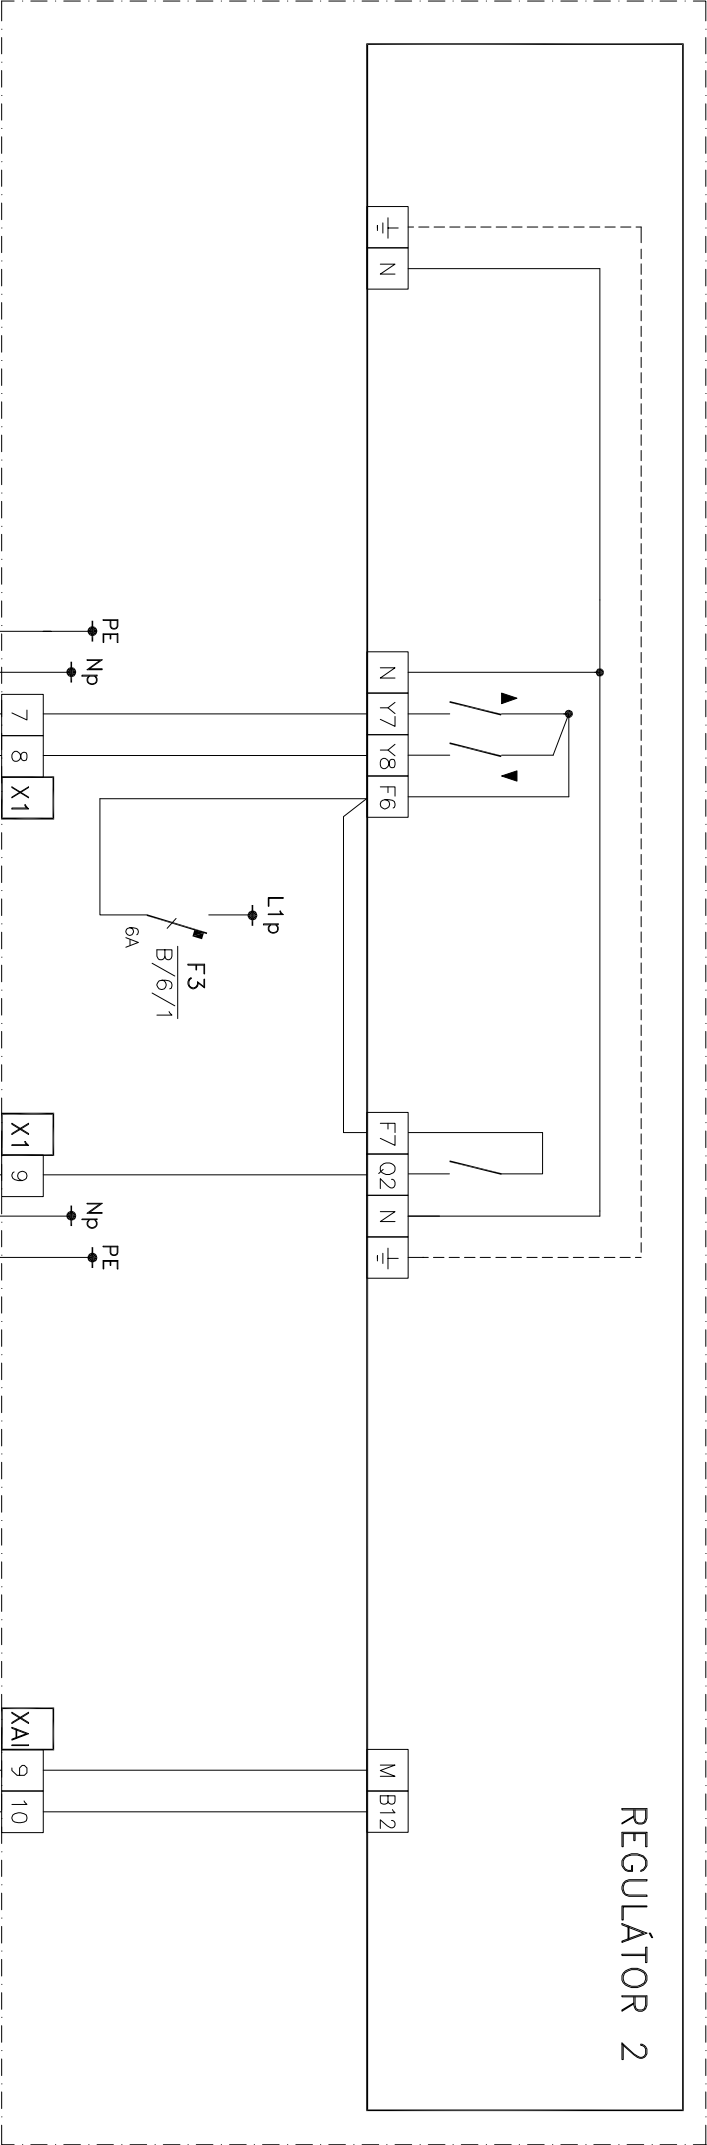 REGULÁTOR 2
N
N Y7 Y8 F6
F7 Q2 N
M B12
L1p
F3
B/6/1
6A
PE
PE
Np
Np
7 8 X1
X1 9
XAI 9 10